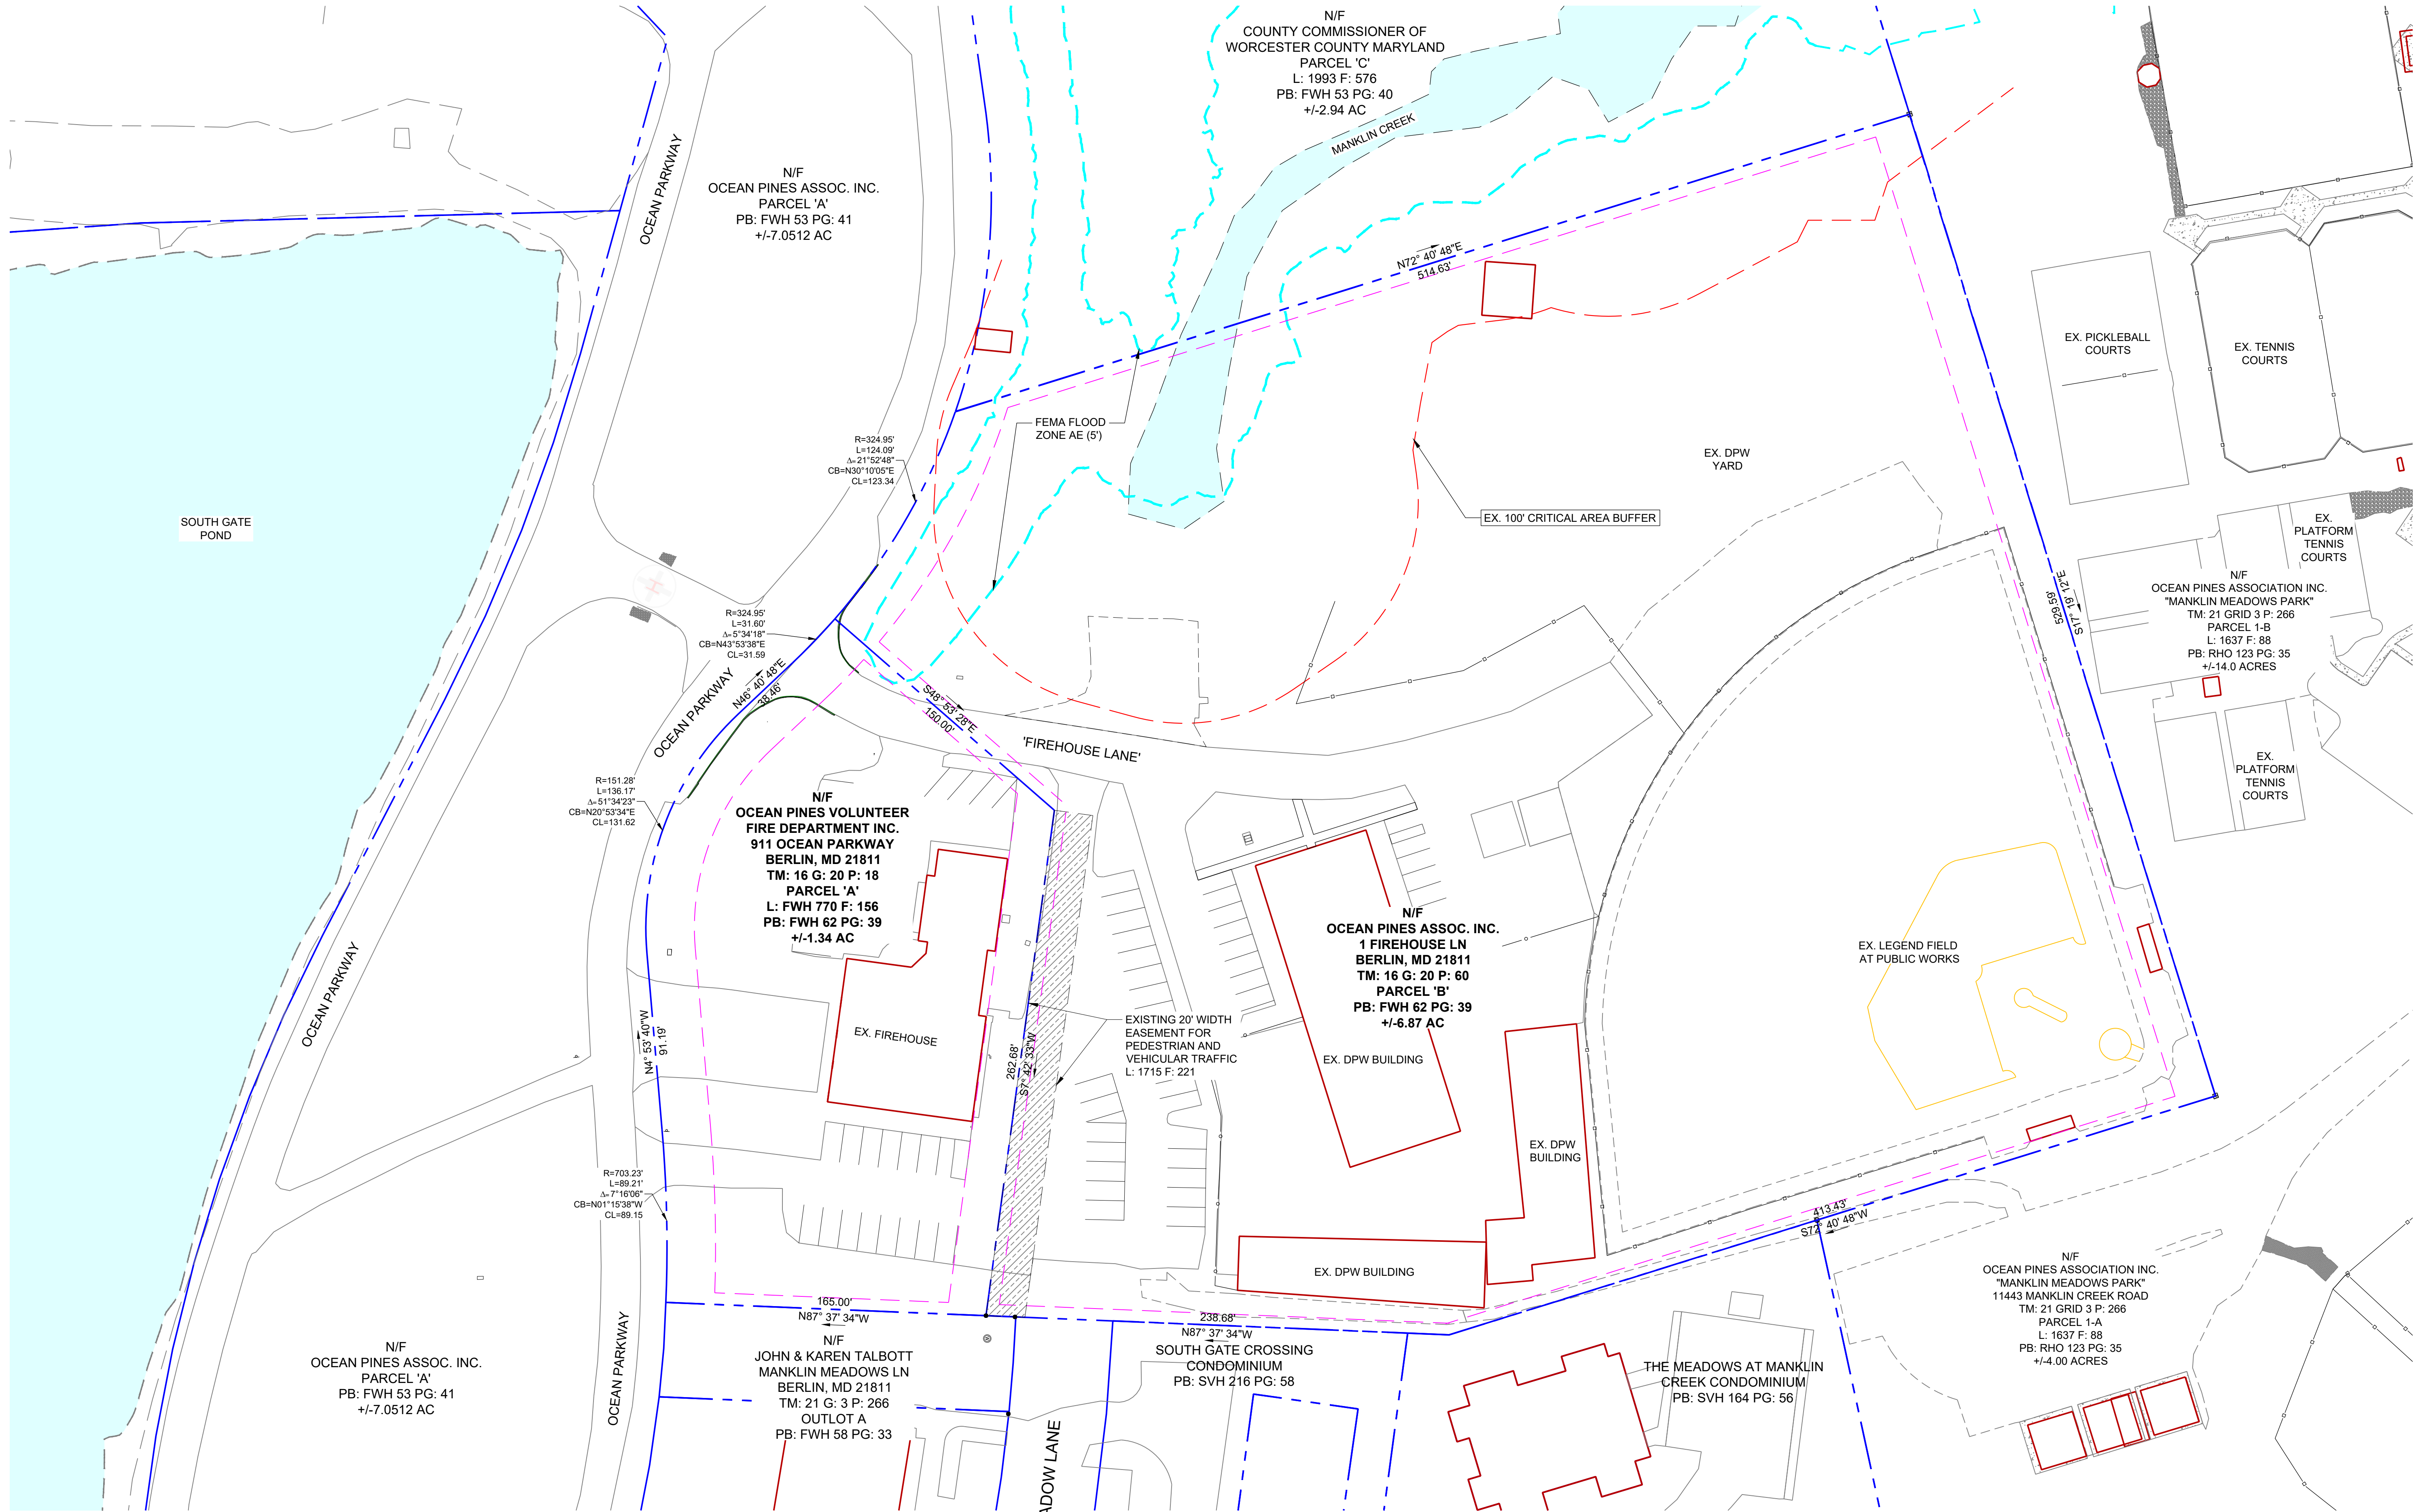 N/F
COUNTY COMMISSIONER OF
WORCESTER COUNTY MARYLAND
PARCEL 'C'
L: 1993 F: 576
PB: FWH 53 PG: 40
+/-2.94 AC
MANKLIN CREEK
OCEAN PARKWAY
N/F
OCEAN PINES ASSOC. INC.
PARCEL 'A'
PB: FWH 53 PG: 41
+/-7.0512 AC
N72° 40' 48"E
514.63'
EX. PICKLEBALL
COURTS
EX. TENNIS
COURTS
FEMA FLOOD
ZONE AE (5')
R=324.95'
L=124.09'
Δ=21°52'48"
CB=N30°10'05"E
CL=123.34
EX. DPW
YARD
SOUTH GATE
POND
EX. 100' CRITICAL AREA BUFFER
EX.
PLATFORM
TENNIS
COURTS
S17° 19' 12"E
529.59'
N/F
OCEAN PINES ASSOCIATION INC.
"MANKLIN MEADOWS PARK"
TM: 21 GRID 3 P: 266
PARCEL 1-B
L: 1637 F: 88
PB: RHO 123 PG: 35
+/-14.0 ACRES
R=324.95'
L=31.60'
Δ=5°34'18"
CB=N43°53'38"E
CL=31.59
N46° 40' 48"E
38.46'
OCEAN PARKWAY
S48° 53' 28"E
150.00'
'FIREHOUSE LANE'
EX.
PLATFORM
TENNIS
COURTS
R=151.28'
L=136.17'
Δ=51°34'23"
CB=N20°53'34"E
CL=131.62
N/F
OCEAN PINES VOLUNTEER
FIRE DEPARTMENT INC.
911 OCEAN PARKWAY
BERLIN, MD 21811
TM: 16 G: 20 P: 18
PARCEL 'A'
L: FWH 770 F: 156
PB: FWH 62 PG: 39
+/-1.34 AC
N/F
OCEAN PINES ASSOC. INC.
1 FIREHOUSE LN
BERLIN, MD 21811
TM: 16 G: 20 P: 60
PARCEL 'B'
PB: FWH 62 PG: 39
+/-6.87 AC
EX. LEGEND FIELD
AT PUBLIC WORKS
OCEAN PARKWAY
EX. FIREHOUSE
N4° 53' 40"W
91.19'
262.68'
S7° 42' 33"W
EXISTING 20' WIDTH
EASEMENT FOR
PEDESTRIAN AND
VEHICULAR TRAFFIC
L: 1715 F: 221
EX. DPW BUILDING
EX. DPW
BUILDING
R=703.23'
L=89.21'
Δ=7°16'06"
CB=N01°15'38"W
CL=89.15
413.43'
S72° 40' 48"W
EX. DPW BUILDING
N/F
OCEAN PINES ASSOCIATION INC.
"MANKLIN MEADOWS PARK"
11443 MANKLIN CREEK ROAD
TM: 21 GRID 3 P: 266
PARCEL 1-A
L: 1637 F: 88
PB: RHO 123 PG: 35
+/-4.00 ACRES
165.00'
N87° 37' 34"W
238.68'
N87° 37' 34"W
N/F
OCEAN PINES ASSOC. INC.
PARCEL 'A'
PB: FWH 53 PG: 41
+/-7.0512 AC
OCEAN PARKWAY
N/F
JOHN & KAREN TALBOTT
MANKLIN MEADOWS LN
BERLIN, MD 21811
TM: 21 G: 3 P: 266
OUTLOT A
PB: FWH 58 PG: 33
SOUTH GATE CROSSING
CONDOMINIUM
PB: SVH 216 PG: 58
THE MEADOWS AT MANKLIN
CREEK CONDOMINIUM
PB: SVH 164 PG: 56
ADOW LANE